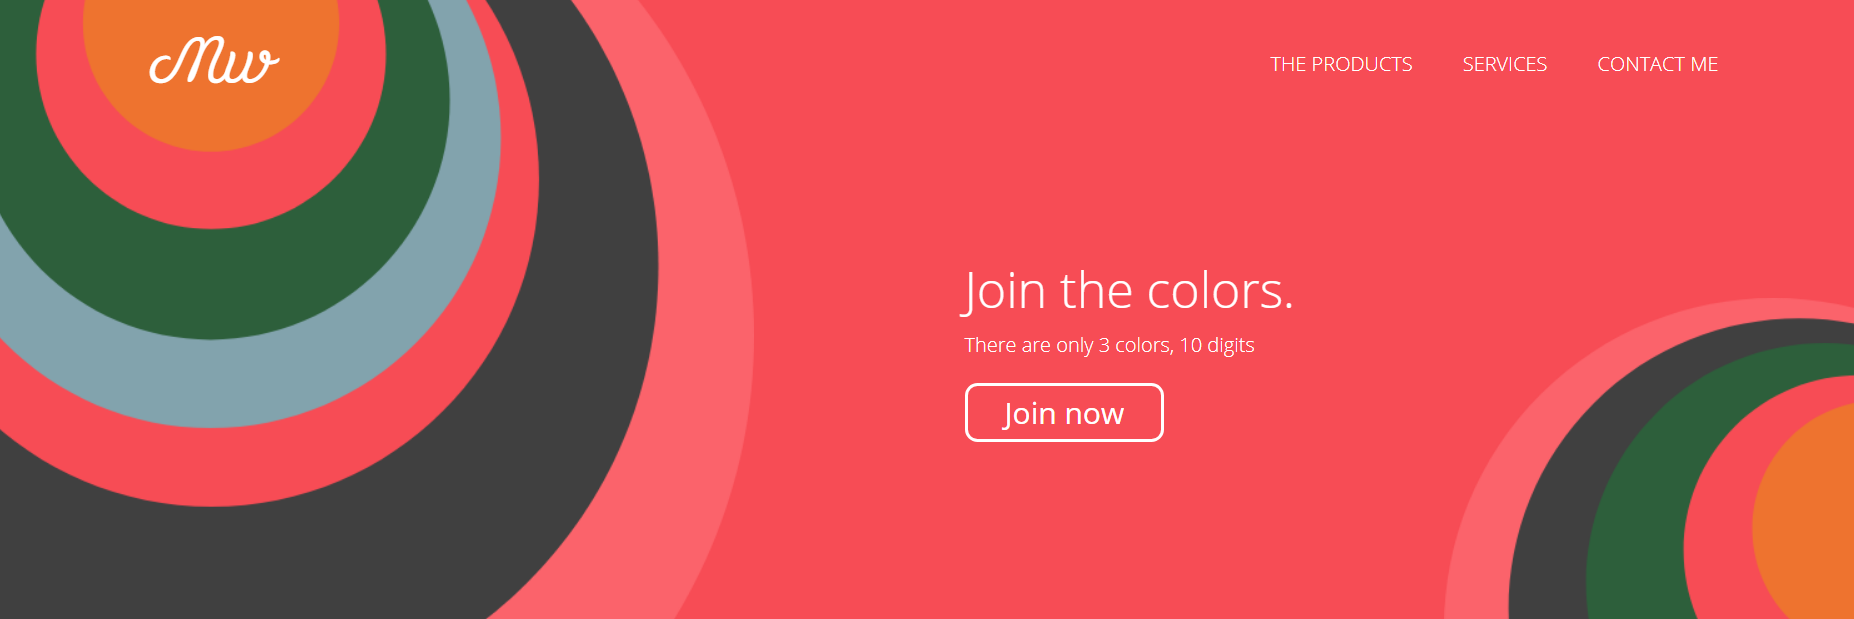 Mw
THE PRODUCTS SERVICES CONTACT ME
Join the colors.
There are only 3 colors, 10 digits
Join now